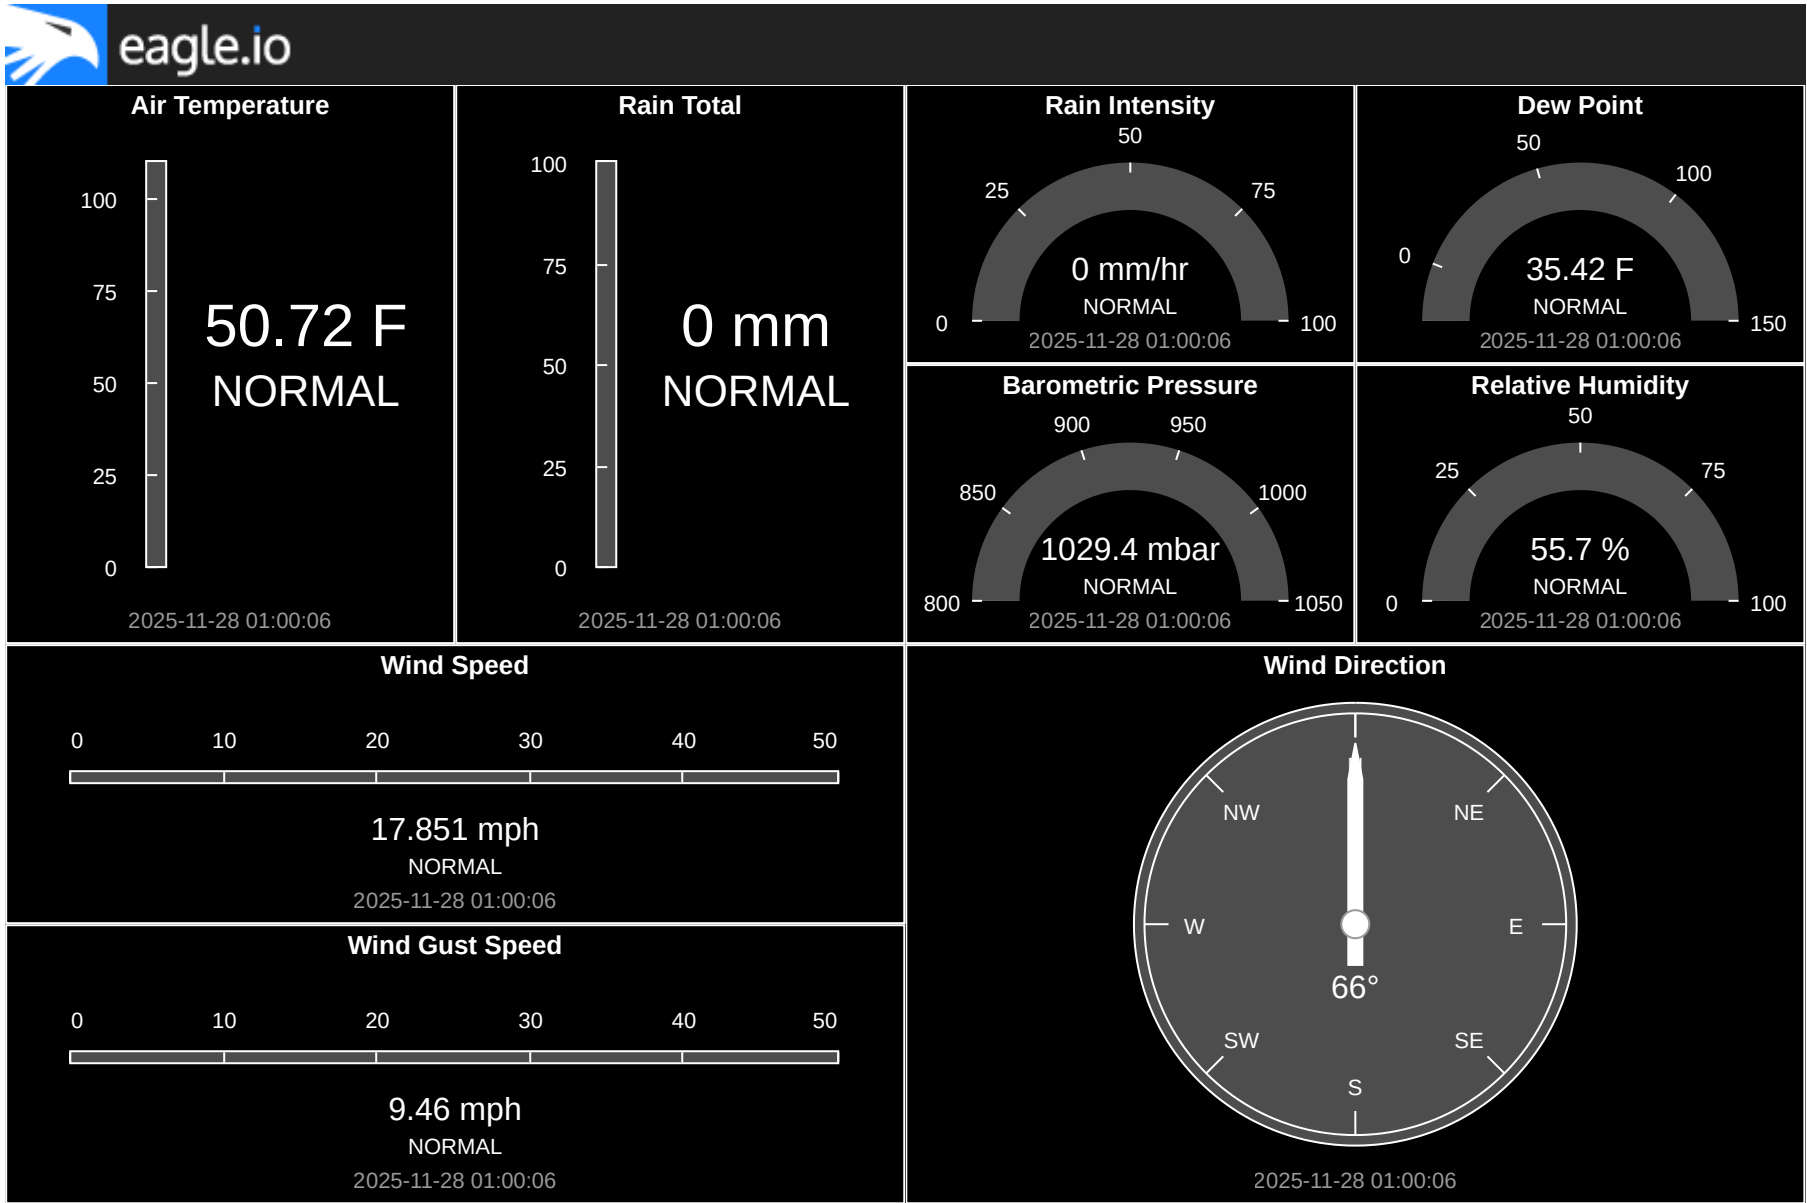 eagle.io
Air Temperature
100
75
50
25
0
50.72 F
NORMAL
2025-11-28 01:00:06
Rain Total
100
75
50
25
0
0 mm
NORMAL
2025-11-28 01:00:06
Rain Intensity
0
25
50
75
100
0 mm/hr
NORMAL
2025-11-28 01:00:06
Dew Point
0
50
100
150
35.42 F
NORMAL
2025-11-28 01:00:06
Barometric Pressure
800
850
900
950
1000
1050
1029.4 mbar
NORMAL
2025-11-28 01:00:06
Relative Humidity
0
25
50
75
100
55.7 %
NORMAL
2025-11-28 01:00:06
Wind Speed
0 10 20 30 40 50
17.851 mph
NORMAL
2025-11-28 01:00:06
Wind Gust Speed
0 10 20 30 40 50
9.46 mph
NORMAL
2025-11-28 01:00:06
Wind Direction
NW NE
W E
66°
SW SE
S
2025-11-28 01:00:06